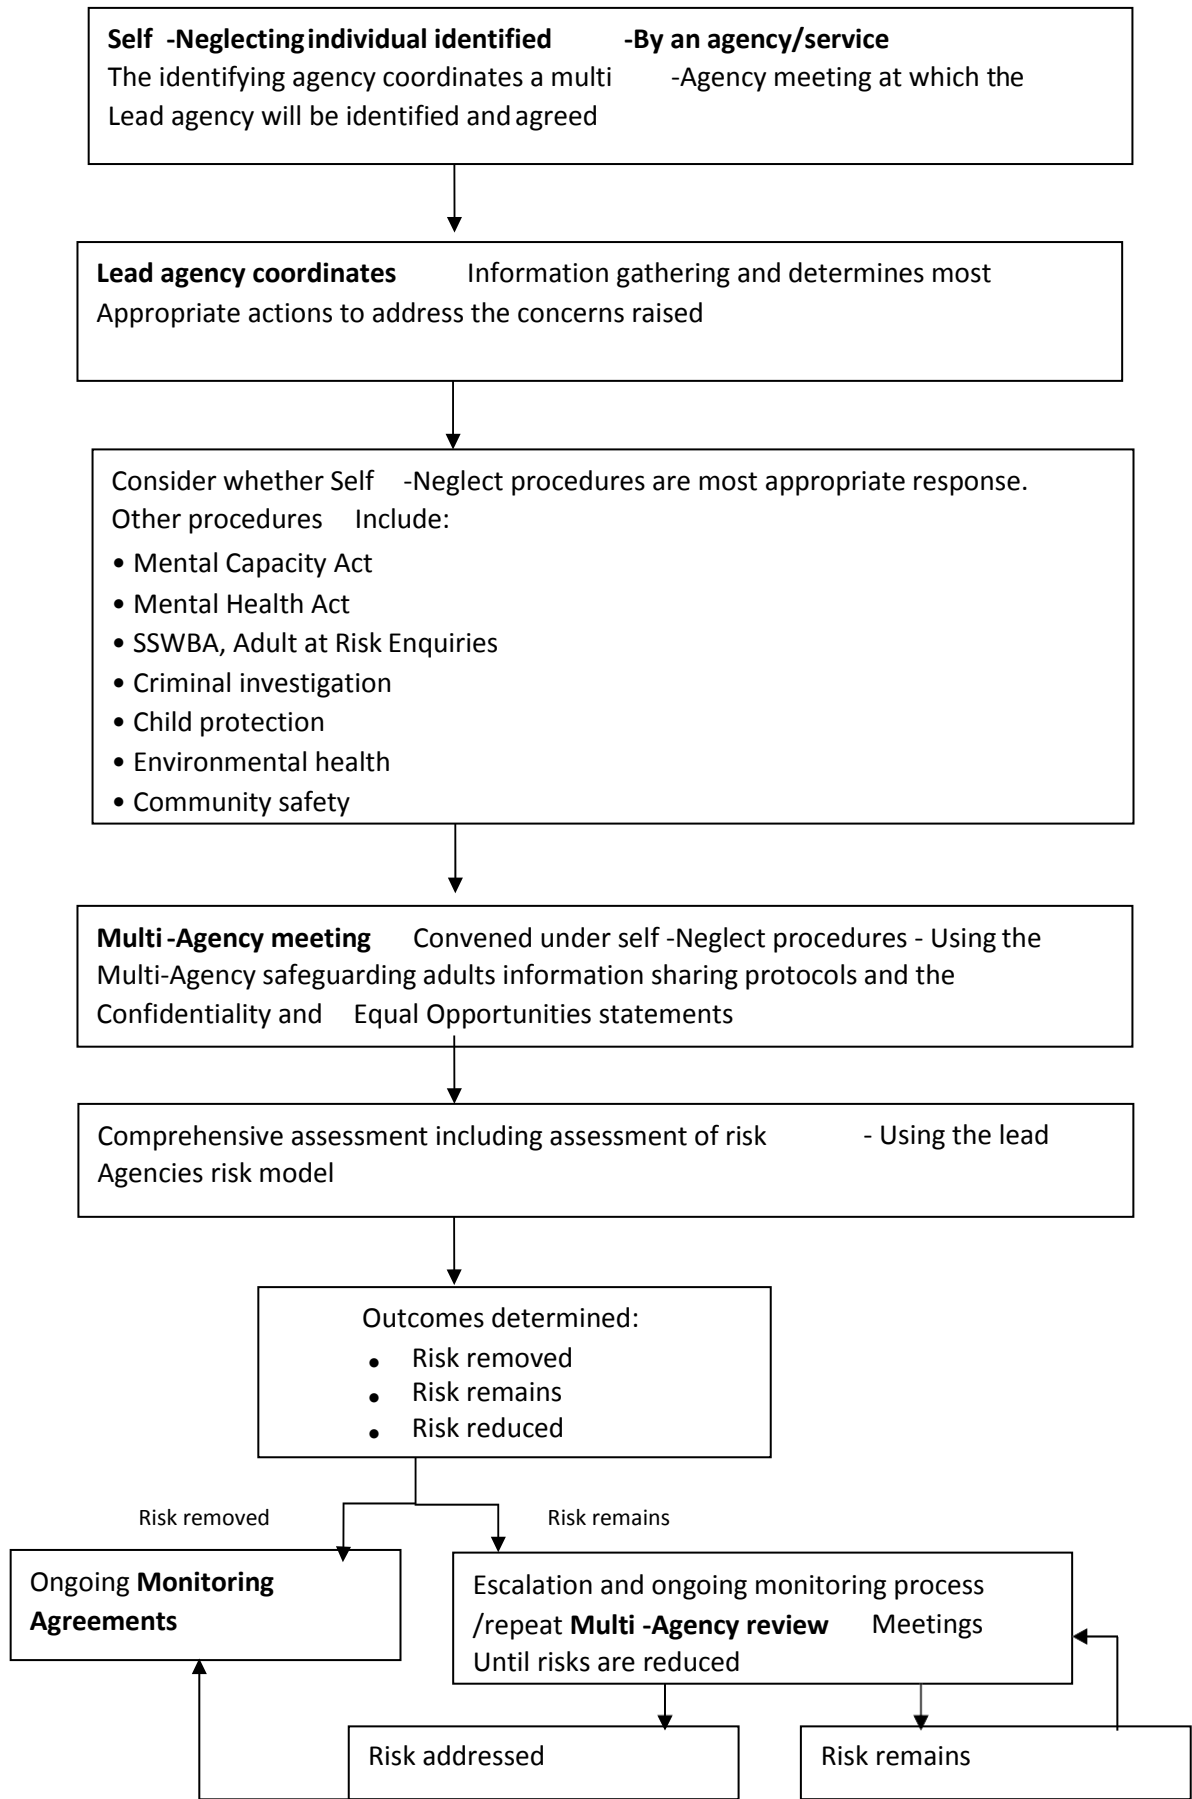 Self -Neglecting individual identified -By an agency/service
The identifying agency coordinates a multi -Agency meeting at which the
Lead agency will be identified and agreed
Lead agency coordinates Information gathering and determines most
Appropriate actions to address the concerns raised
Consider whether Self -Neglect procedures are most appropriate response.
Other procedures Include:
• Mental Capacity Act
• Mental Health Act
• SSWBA, Adult at Risk Enquiries
• Criminal investigation
• Child protection
• Environmental health
• Community safety
Multi -Agency meeting Convened under self -Neglect procedures - Using the
Multi-Agency safeguarding adults information sharing protocols and the
Confidentiality and Equal Opportunities statements
Comprehensive assessment including assessment of risk - Using the lead
Agencies risk model
Outcomes determined:
• Risk removed
• Risk remains
• Risk reduced
Risk removed
Risk remains
Ongoing Monitoring
Agreements
Escalation and ongoing monitoring process
/repeat Multi -Agency review Meetings
Until risks are reduced
Risk addressed
Risk remains